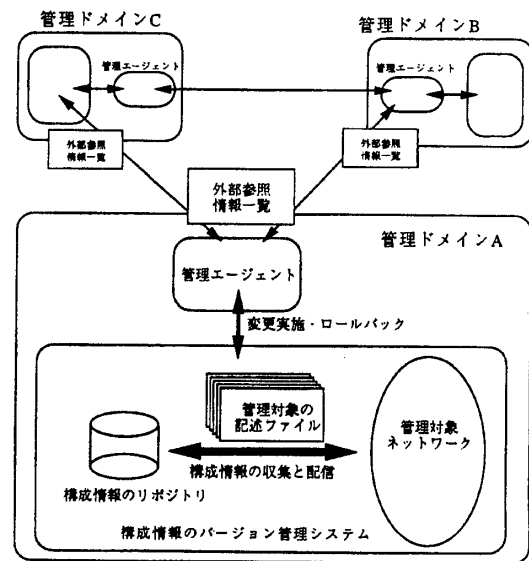 管理ドメインC
管理エージェント
外部参照
情報一覧
管理ドメインB
管理エージェント
外部参照
情報一覧
外部参照
情報一覧
管理ドメインA
管理エージェント
変更実施・ロールバック
管理対象の
記述ファイル
管理対象
ネットワーク
構成情報の収集と配信
構成情報のリポジトリ
構成情報のバージョン管理システム